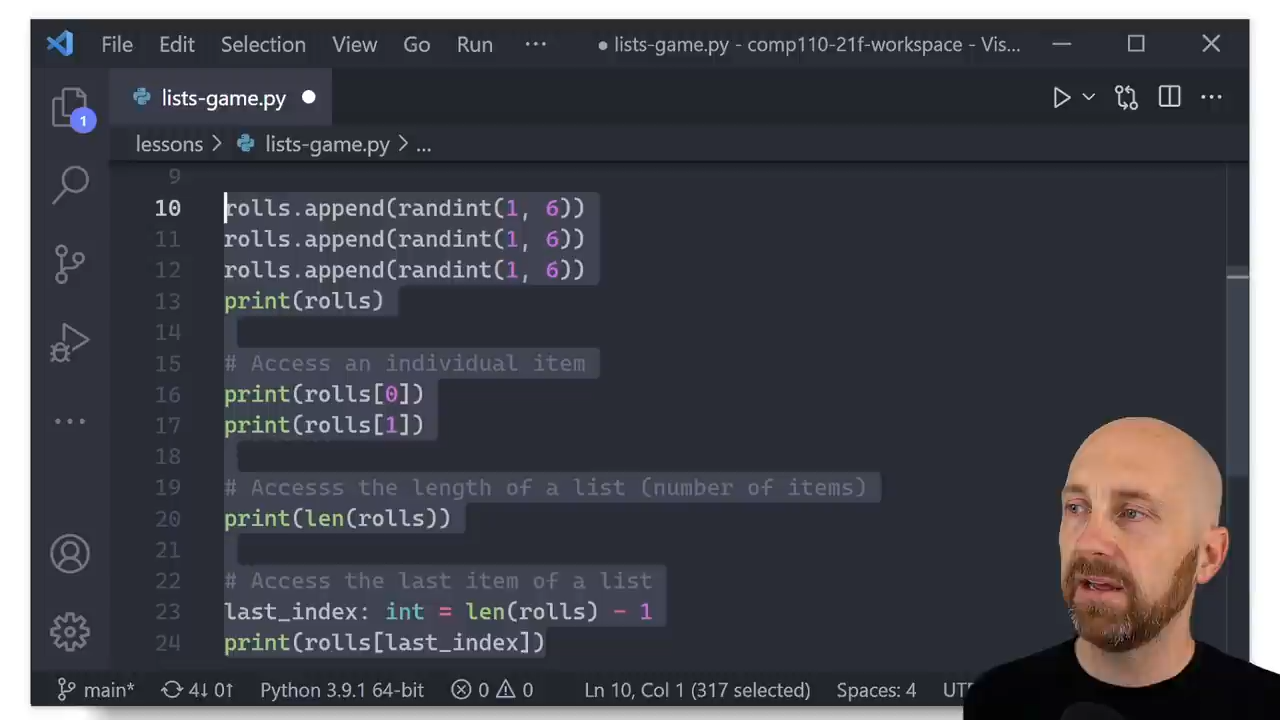 File Edit Selection View Go Run ··· ● lists-game.py - comp110-21f-workspace - Vis...
lists-game.py ●
1
lessons > lists-game.py > ...
9
10 rolls.append(randint(1, 6))
11 rolls.append(randint(1, 6))
12 rolls.append(randint(1, 6))
13 print(rolls)
14
15 # Access an individual item
16 print(rolls[0])
17 print(rolls[1])
18
19 # Accesss the length of a list (number of items)
20 print(len(rolls))
21
22 # Access the last item of a list
23 last_index: int = len(rolls) - 1
24 print(rolls[last_index])
main* 4↓ 0↑ Python 3.9.1 64-bit 0 0 Ln 10, Col 1 (317 selected) Spaces: 4